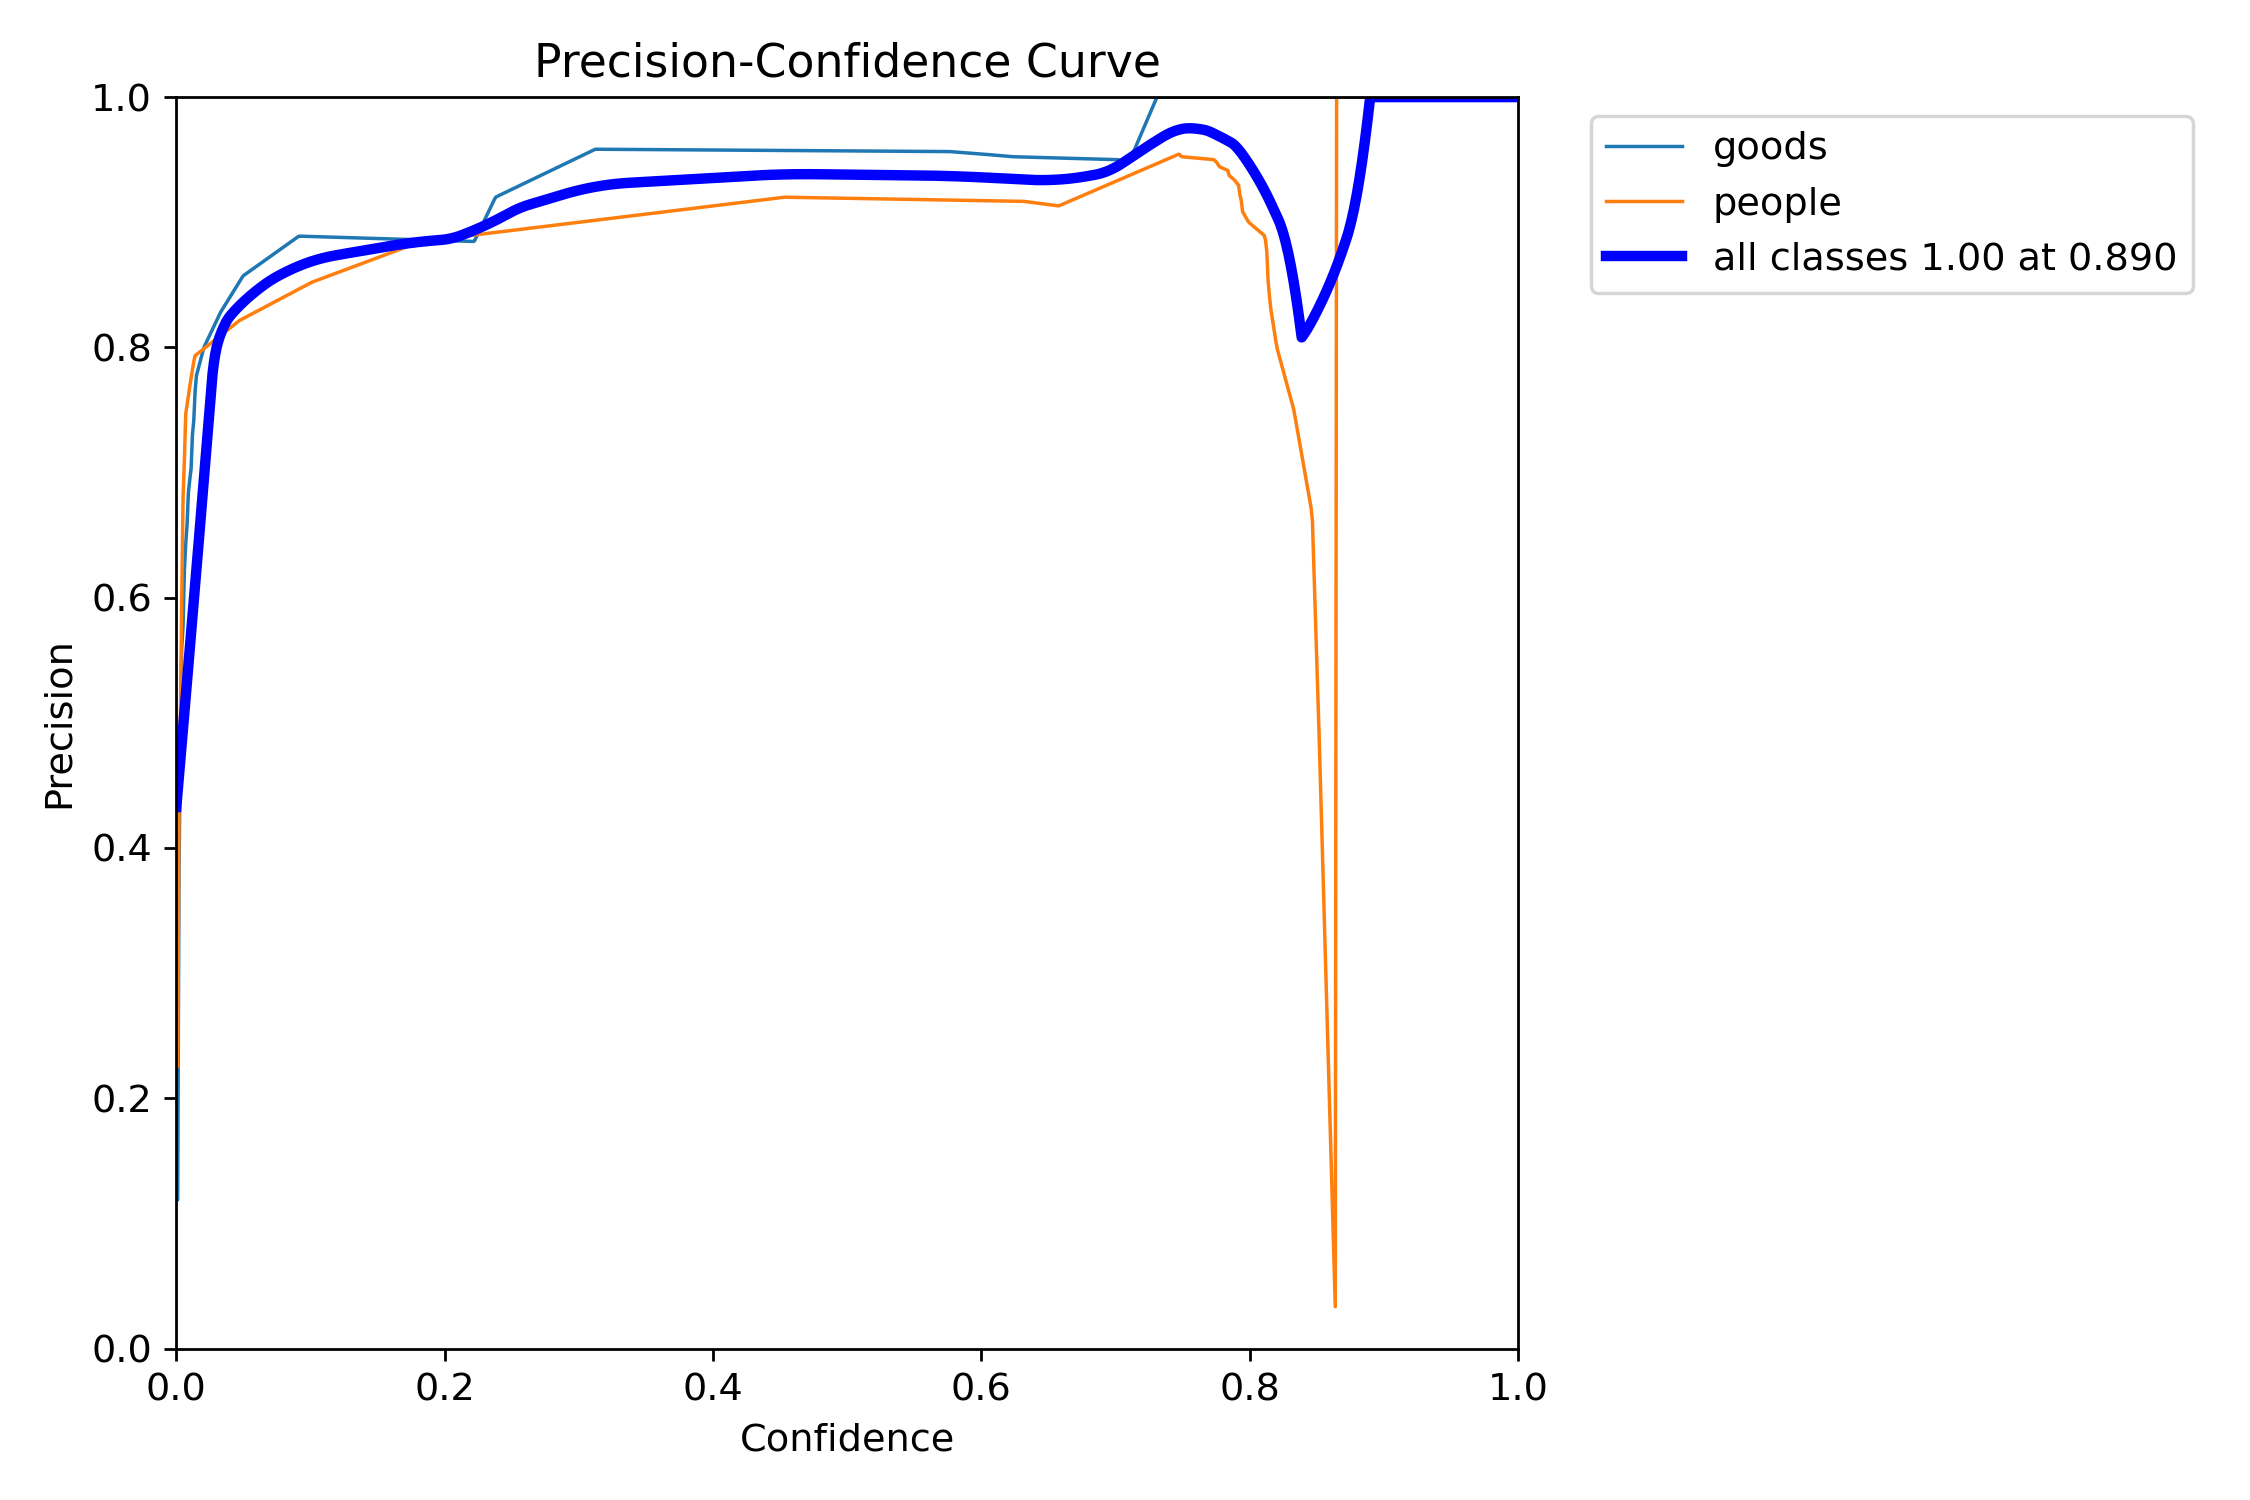 Precision-Confidence Curve
1.0
0.8
0.6
0.4
0.2
0.0
Precision
0.0 0.2 0.4 0.6 0.8 1.0
Confidence
goods
people
all classes 1.00 at 0.890